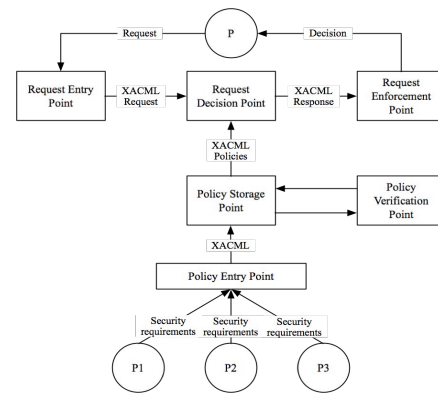 Request
P
Decision
Request Entry
Point
XACML
Request
Request
Decision Point
XACML
Response
Request
Enforcement
Point
XACML
Policies
Policy Storage
Point
Policy
Verification
Point
XACML
Policy Entry Point
Security
requirements
Security
requirements
Security
requirements
P1
P2
P3